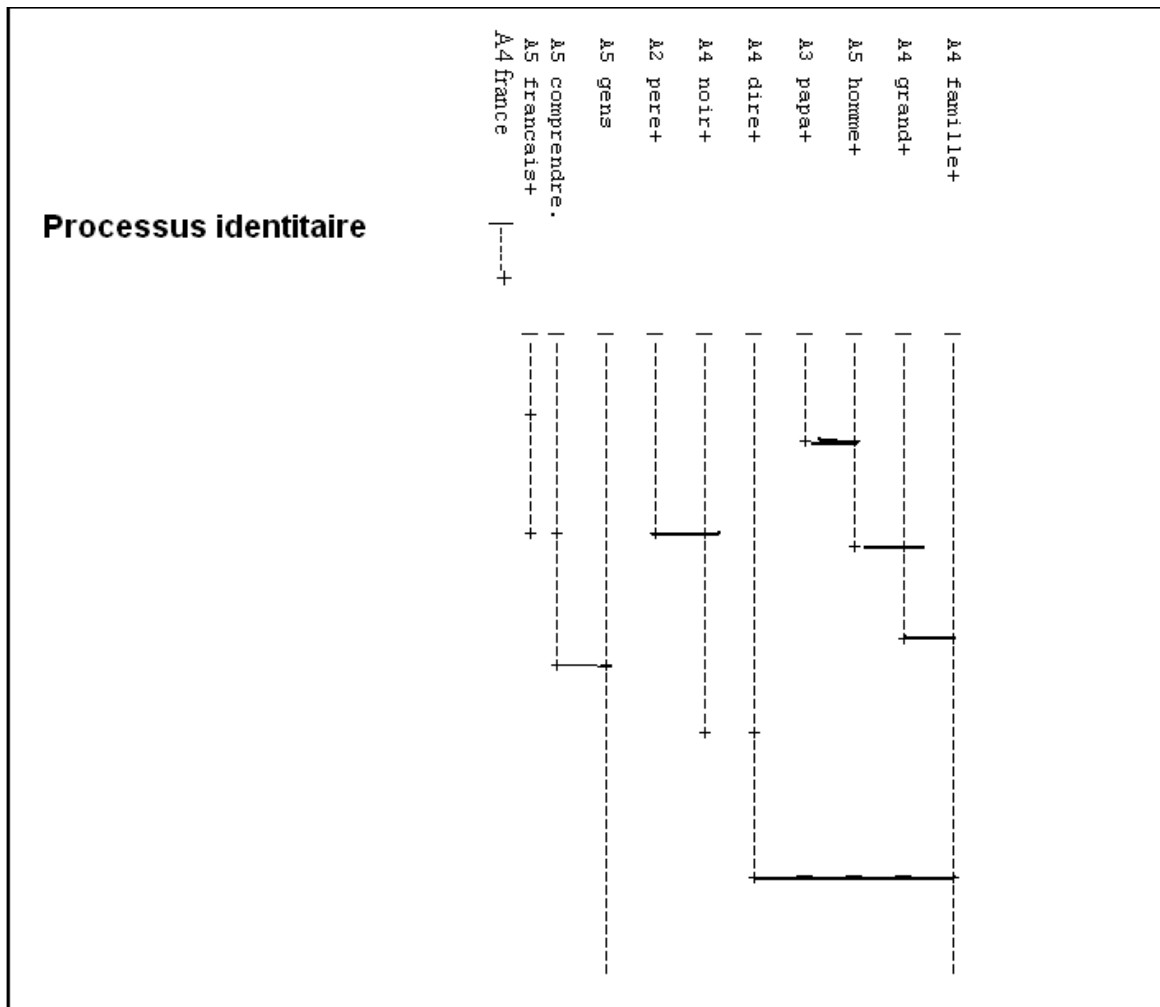 A4 france
A5 francais+
A5 comprendre.
A5 gens
A2 pere+
A4 noir+
A4 dire+
A3 papa+
A5 homme+
A4 grand+
A4 famille+
Processus identitaire